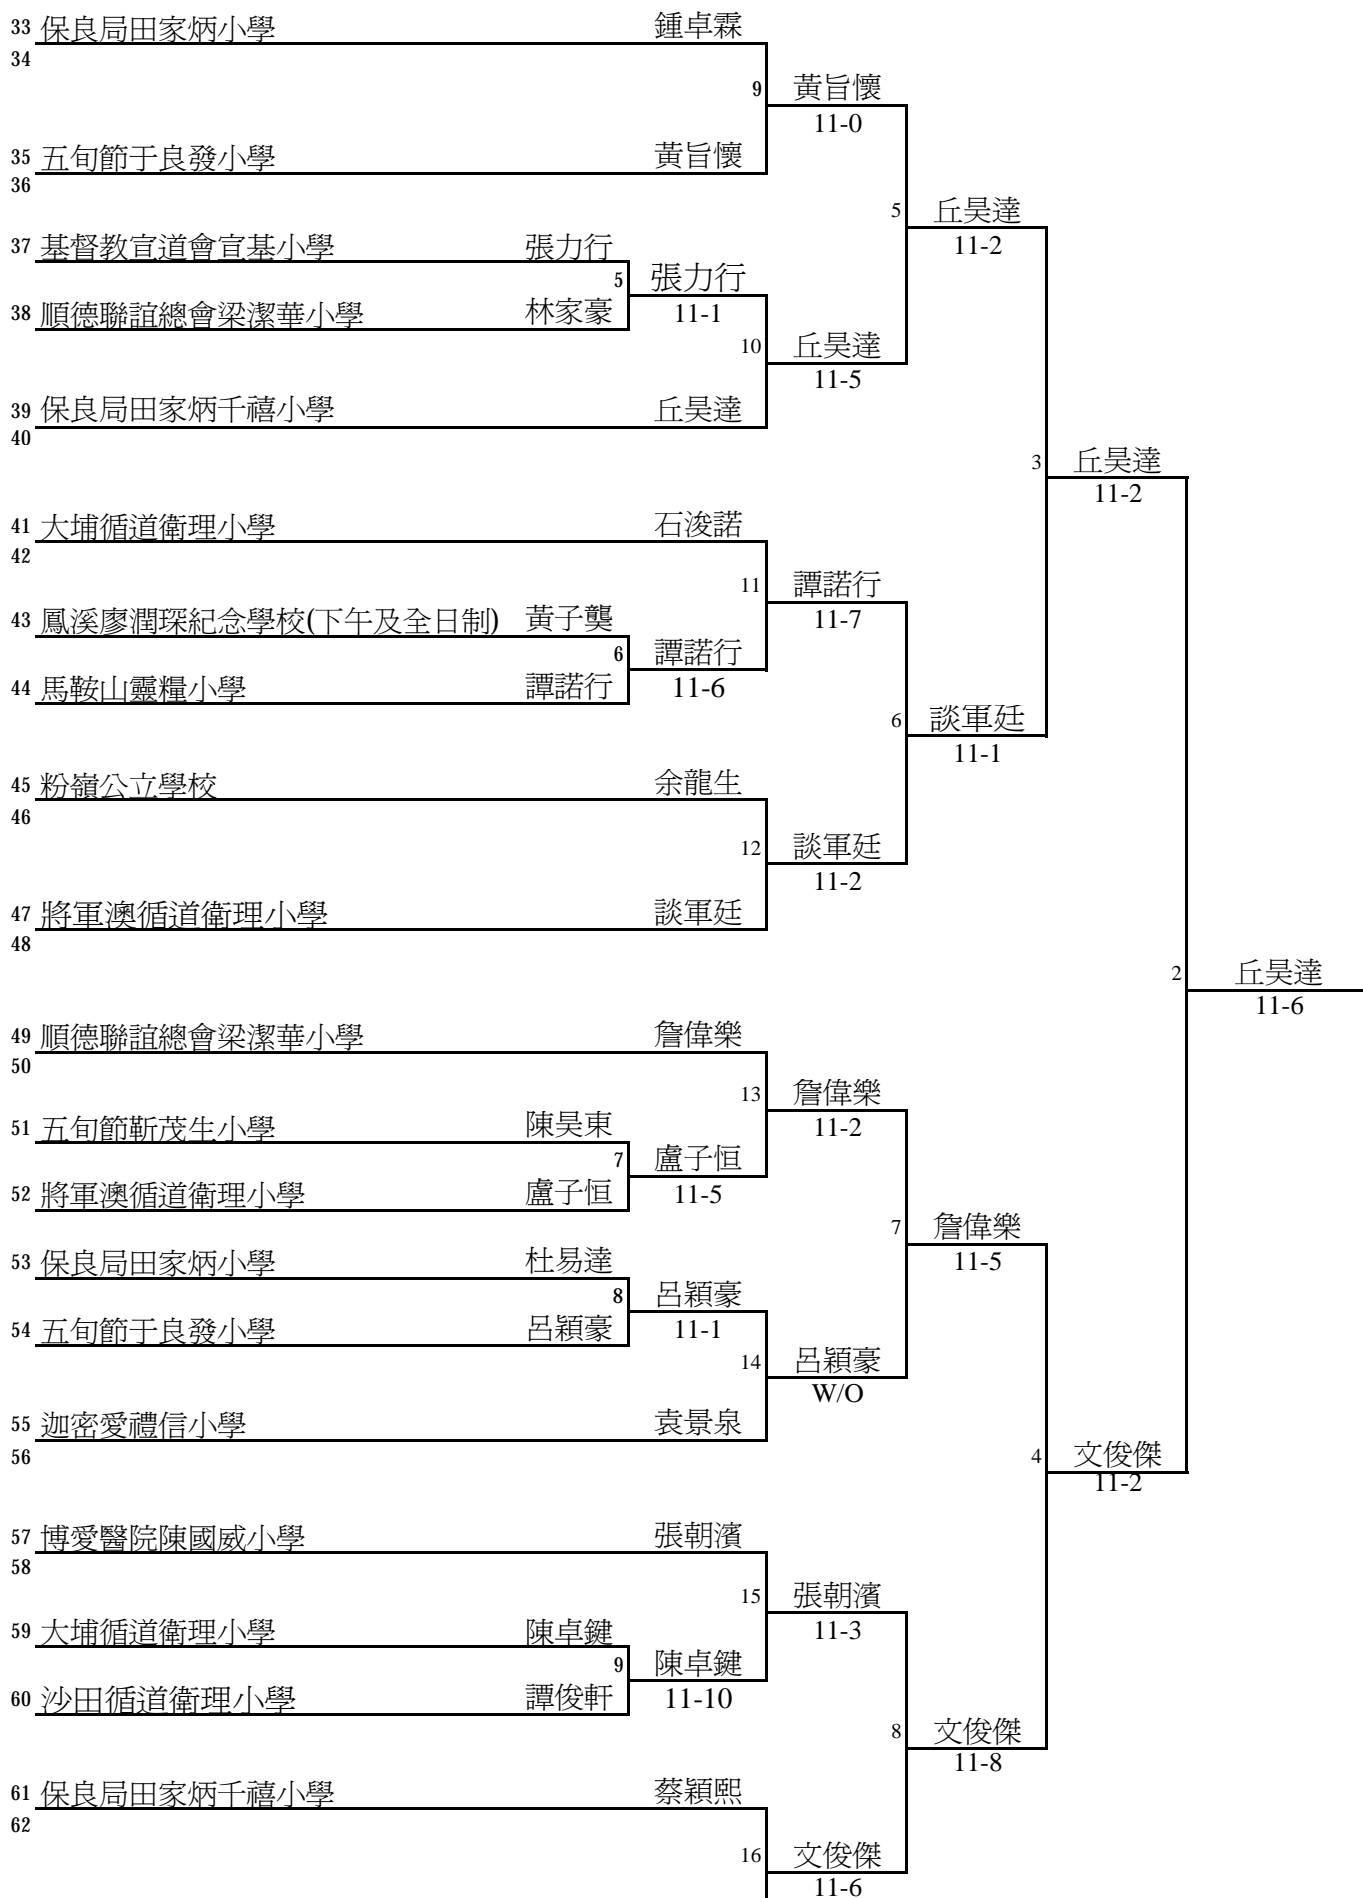 33 保良局田家炳小學 鍾卓霖
34
9 黃旨懷
11-0
35 五旬節于良發小學 黃旨懷
36
5 丘昊達
11-2
37 基督教宣道會宣基小學 張力行
5 張力行
11-1
38 順德聯誼總會梁潔華小學 林家豪
10 丘昊達
11-5
39 保良局田家炳千禧小學 丘昊達
40
3 丘昊達
11-2
41 大埔循道衛理小學 石浚諾
42
11 譚諾行
11-7
43 鳳溪廖潤琛紀念學校(下午及全日制) 黃子龑
6 譚諾行
11-6
44 馬鞍山靈糧小學 譚諾行
6 談軍廷
11-1
45 粉嶺公立學校 余龍生
46
12 談軍廷
11-2
47 將軍澳循道衛理小學 談軍廷
48
2 丘昊達
11-6
49 順德聯誼總會梁潔華小學 詹偉樂
50
13 詹偉樂
11-2
51 五旬節靳茂生小學 陳昊東
7 盧子恒
11-5
52 將軍澳循道衛理小學 盧子恒
7 詹偉樂
11-5
53 保良局田家炳小學 杜易達
8 呂穎豪
11-1
54 五旬節于良發小學 呂穎豪
14 呂穎豪
W/O
55 迦密愛禮信小學 袁景泉
56
4 文俊傑
11-2
57 博愛醫院陳國威小學 張朝濱
58
15 張朝濱
11-3
59 大埔循道衛理小學 陳卓鍵
9 陳卓鍵
11-10
60 沙田循道衛理小學 譚俊軒
8 文俊傑
11-8
61 保良局田家炳千禧小學 蔡穎熙
62
16 文俊傑
11-6